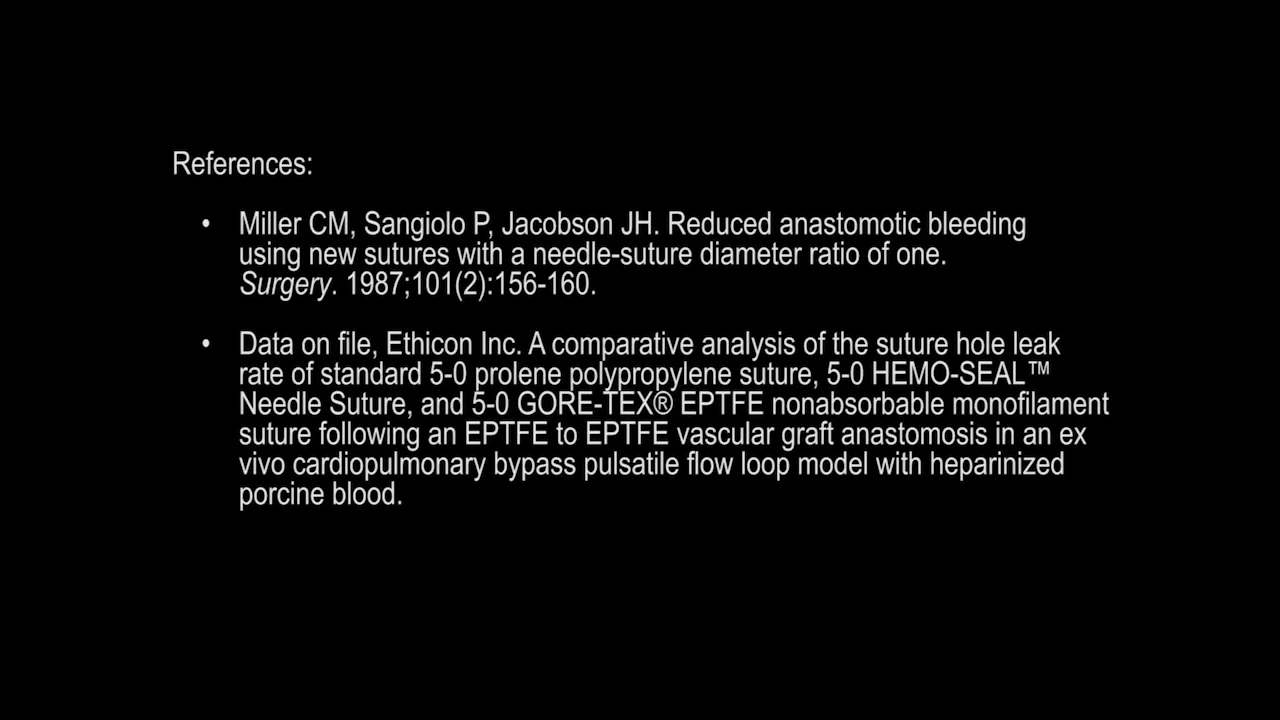 References:
• Miller CM, Sangiolo P, Jacobson JH. Reduced anastomotic bleeding
using new sutures with a needle-suture diameter ratio of one.
Surgery. 1987;101(2):156-160.
• Data on file, Ethicon Inc. A comparative analysis of the suture hole leak
rate of standard 5-0 prolene polypropylene suture, 5-0 HEMO-SEAL™
Needle Suture, and 5-0 GORE-TEX® EPTFE nonabsorbable monofilament
suture following an EPTFE to EPTFE vascular graft anastomosis in an ex
vivo cardiopulmonary bypass pulsatile flow loop model with heparinized
porcine blood.